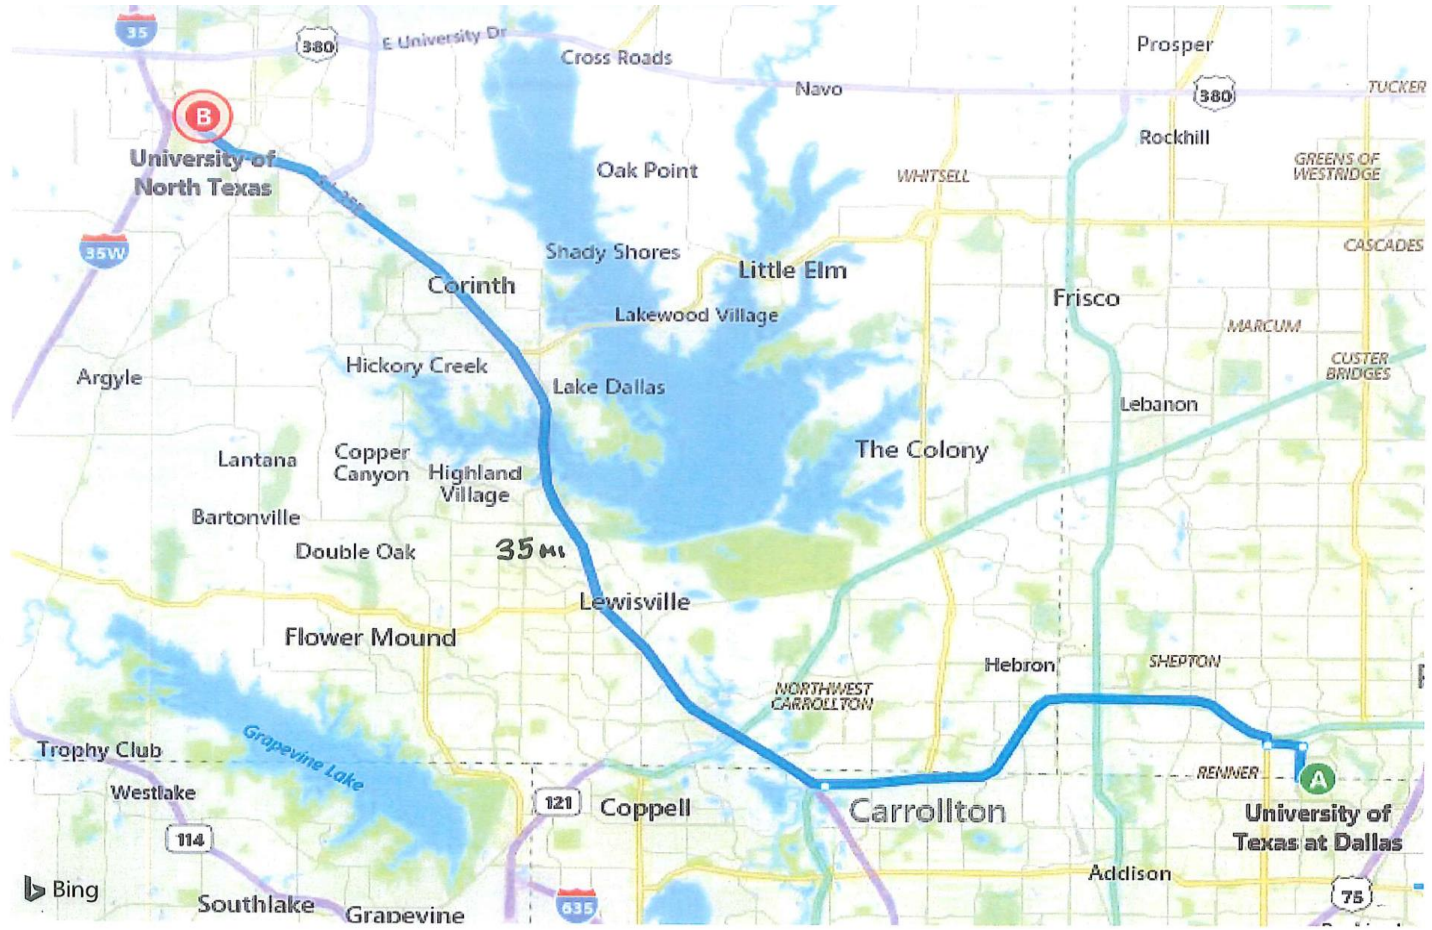 35
380
E University Dr
Cross Roads
Prosper
Navo
380
TUCKER
B
Rockhill
University of
North Texas
Oak Point
WHITSELL
GREENS OF
WESTRIDGE
35W
Shady Shores
CASCADES
Little Elm
Corinth
Frisco
Lakewood Village
MARCUM
Hickory Creek
CUSTER
BRIDGES
Argyle
Lake Dallas
Lebanon
The Colony
Copper
Canyon
Lantana
Highland
Village
Bartonville
Double Oak
35 mi
Lewisville
Flower Mound
Hebron
SHEPTON
NORTHWEST
CARROLLTON
Grapevine Lake
Trophy Club
RENNER
A
Westlake
121
Coppell
Carrollton
University of
Texas at Dallas
114
Addison
Bing
75
Southlake
Grapevine
635